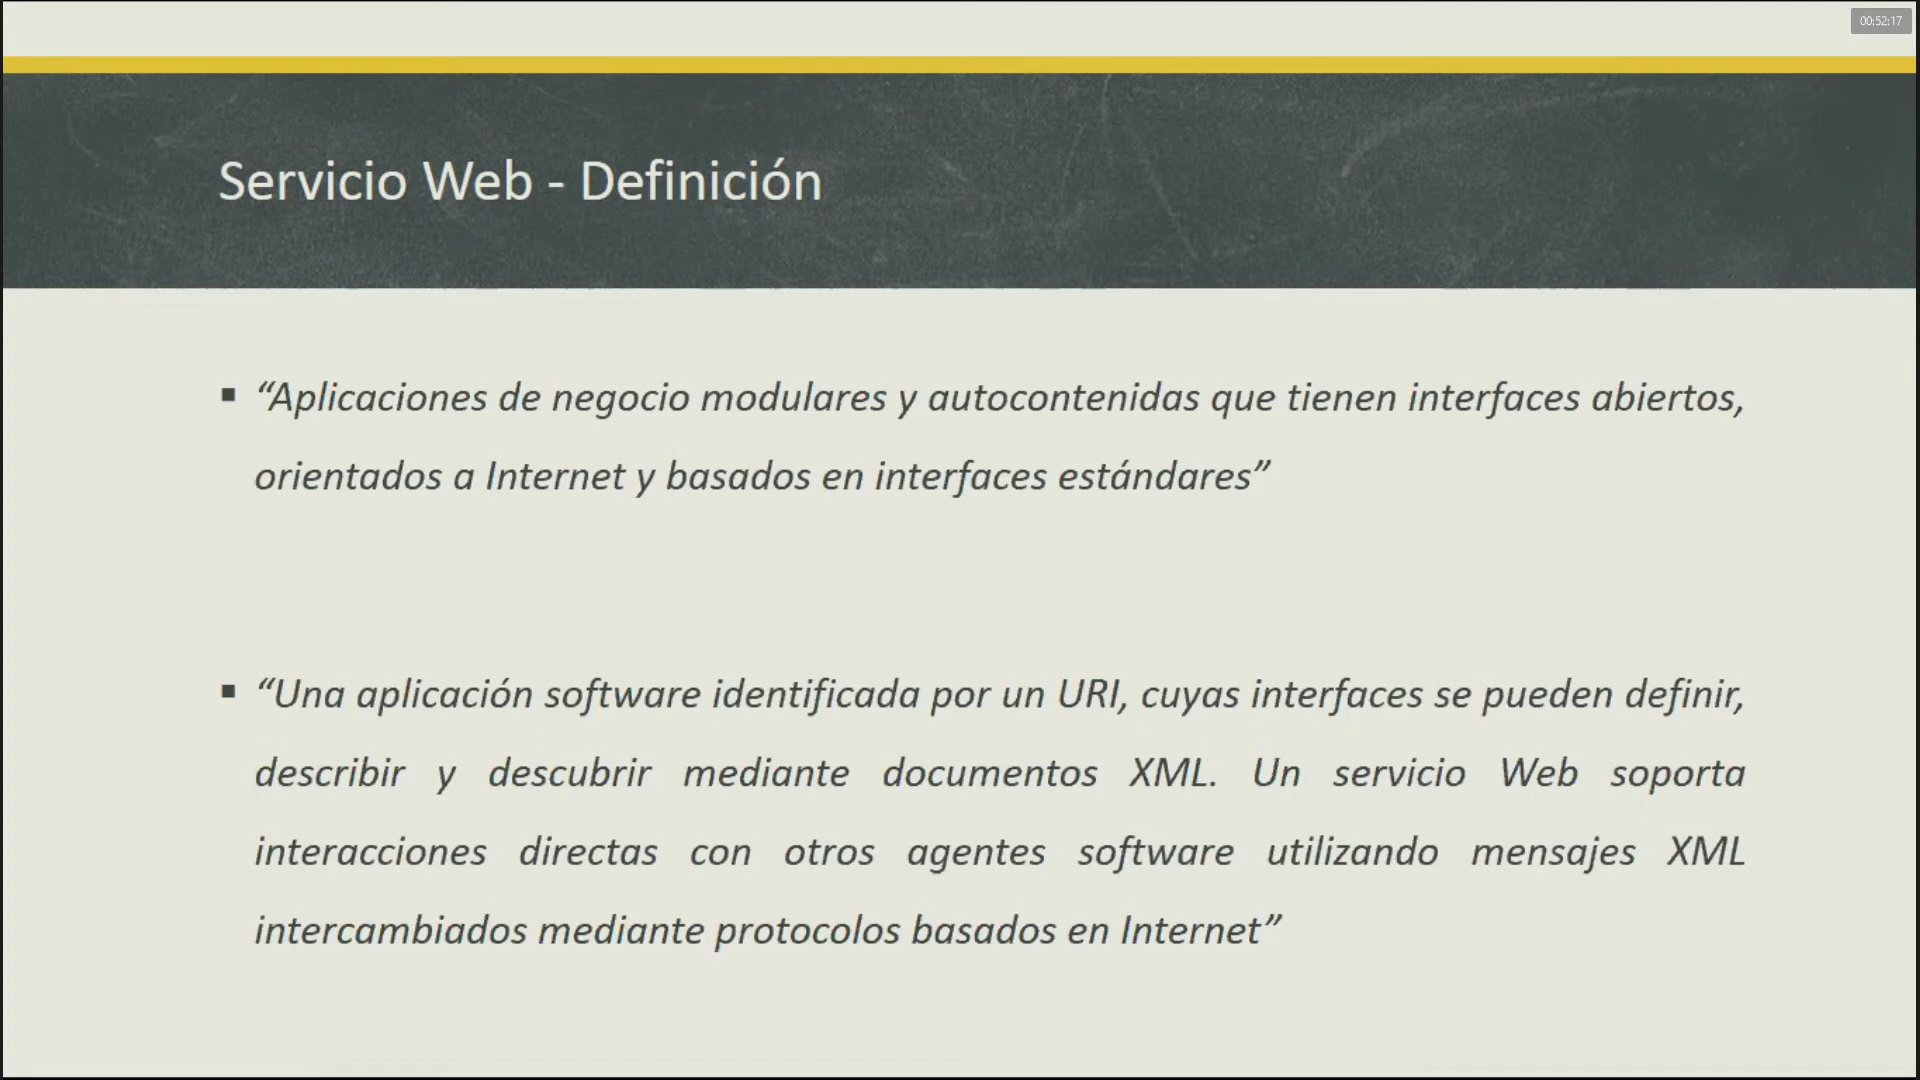 00:52:17
Servicio Web - Definición
▪ “Aplicaciones de negocio modulares y autocontenidas que tienen interfaces abiertos,
orientados a Internet y basados en interfaces estándares”
▪ “Una aplicación software identificada por un URI, cuyas interfaces se pueden definir,
describir y descubrir mediante documentos XML. Un servicio Web soporta
interacciones directas con otros agentes software utilizando mensajes XML
intercambiados mediante protocolos basados en Internet”